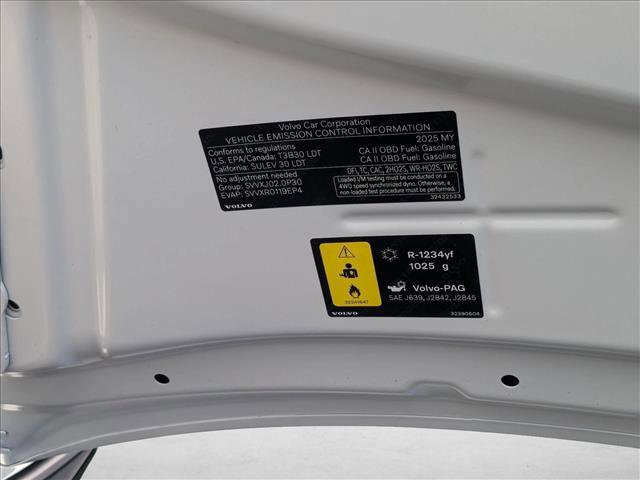 Volvo Car Corporation
VEHICLE EMISSION CONTROL INFORMATION
Conforms to regulations 2025 MY
U.S. EPA/Canada: T3B30 LDT CA II OBD Fuel: Gasoline
California: SULEV 30 LDT CA II OBD Fuel: Gasoline
No adjustment needed DFI, TC, CAC, 2HO2S, WR-HO2S, TWC
Group: SVVXJ02.0P30
EVAP: SVVXR0119EP4
Loaded I/M testing must be conducted on a
4WD speed synchronized dyno. Otherwise, a
non-loaded test procedure must be performed.
VOLVO 32432533
R-1234yf
1025 g
Volvo-PAG
SAE J639, J2842, J2845
32241647
VOLVO 32390604